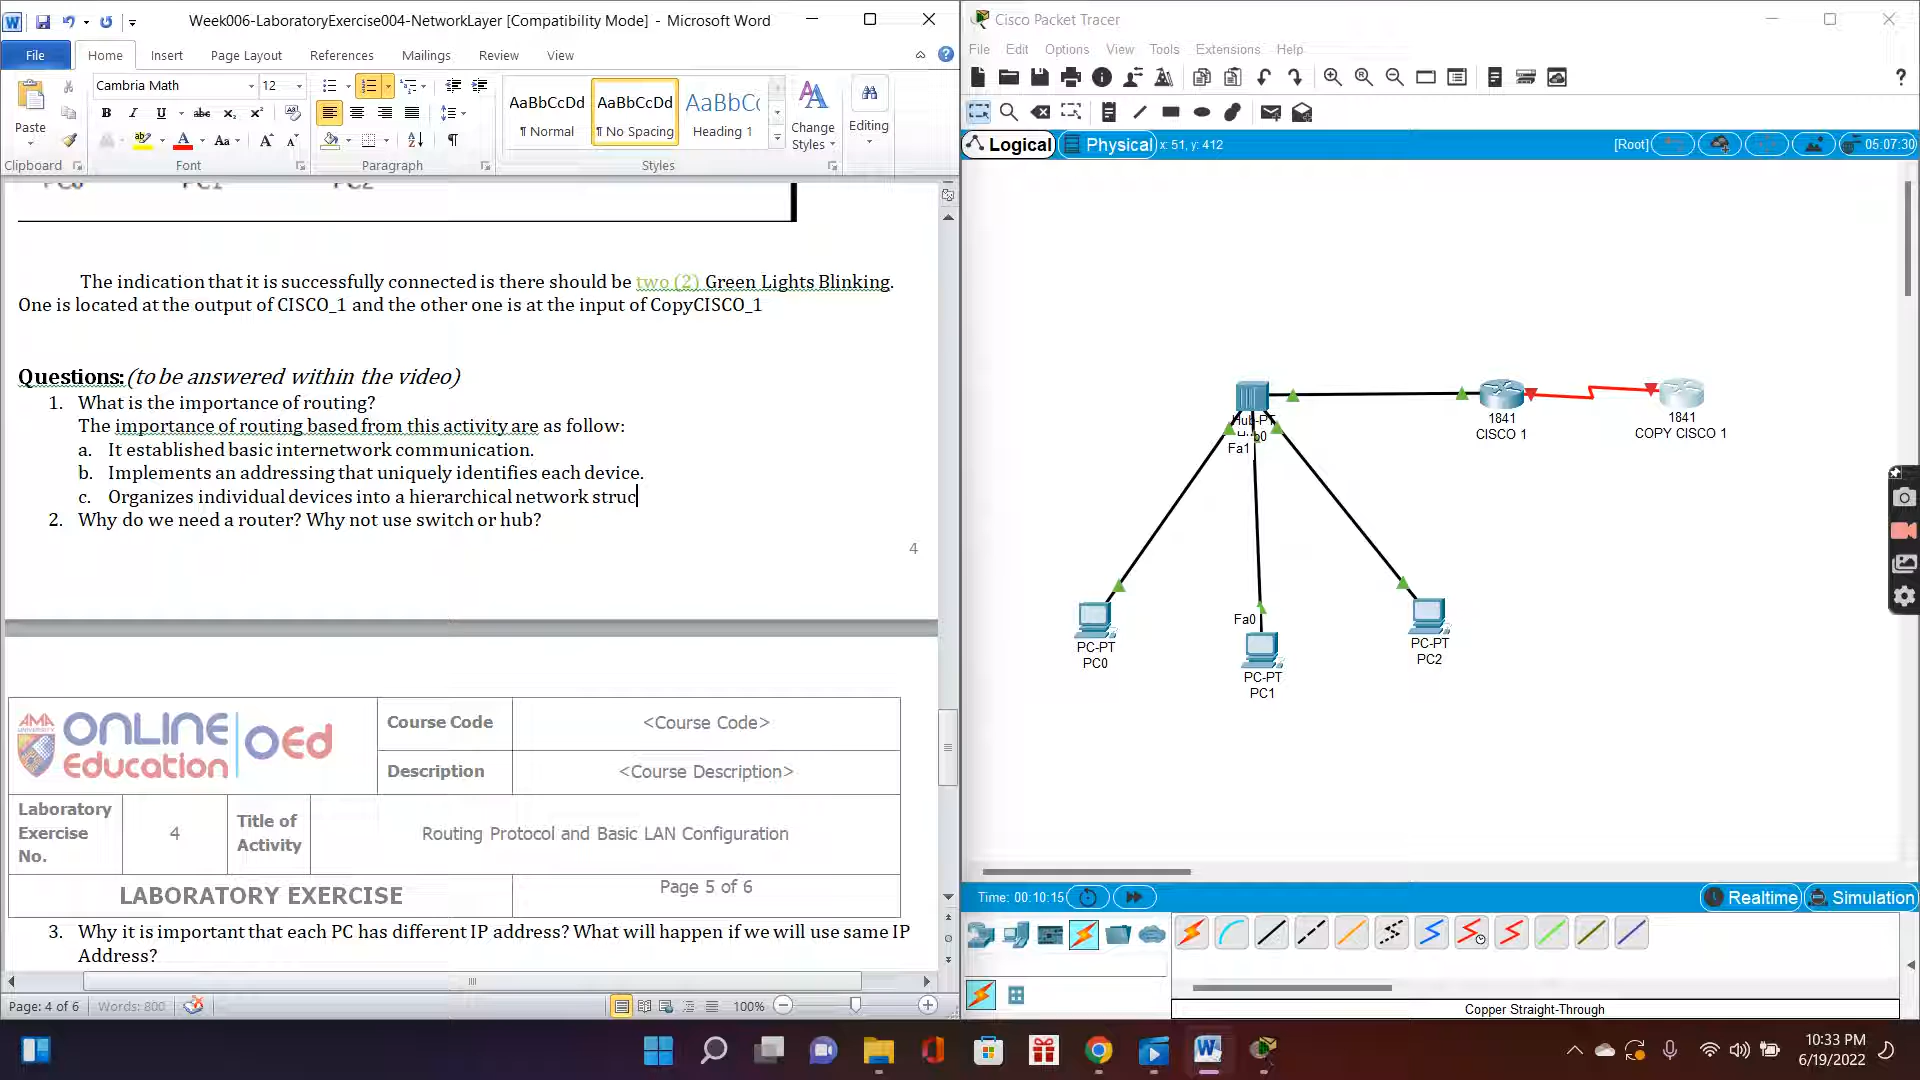 Week006-LaboratoryExercise004-NetworkLayer [Compatibility Mode] - Microsoft Word
File Home Insert Page Layout References Mailings Review View
Cambria Math 12
Paste
Clipboard
Font
Paragraph
AaBbCcDd AaBbCcDd AaBbCc
¶ Normal ¶ No Spacing Heading 1
Change Styles
Styles
Editing
PC0 PC1 PC2
The indication that it is successfully connected is there should be two (2) Green Lights Blinking.
One is located at the output of CISCO_1 and the other one is at the input of CopyCISCO_1
Questions: (to be answered within the video)
1. What is the importance of routing?
The importance of routing based from this activity are as follow:
a. It established basic internetwork communication.
b. Implements an addressing that uniquely identifies each device.
c. Organizes individual devices into a hierarchical network struc
2. Why do we need a router? Why not use switch or hub?
4
AMA UNIVERSITY
ONLINE Education
oEd
Course Code <Course Code>
Description <Course Description>
Laboratory Exercise No. 4
Title of Activity Routing Protocol and Basic LAN Configuration
LABORATORY EXERCISE Page 5 of 6
3. Why it is important that each PC has different IP address? What will happen if we will use same IP
Address?
Page: 4 of 6 Words: 800 100%
Cisco Packet Tracer
File Edit Options View Tools Extensions Help
Logical Physical x: 51, y: 412 [Root] 05:07:30
Hub-PT
Hub0
Fa1
1841
CISCO 1
1841
COPY CISCO 1
PC-PT
PC0
Fa0
PC-PT
PC1
PC-PT
PC2
Time: 00:10:15 Realtime Simulation
Copper Straight-Through
10:33 PM
6/19/2022